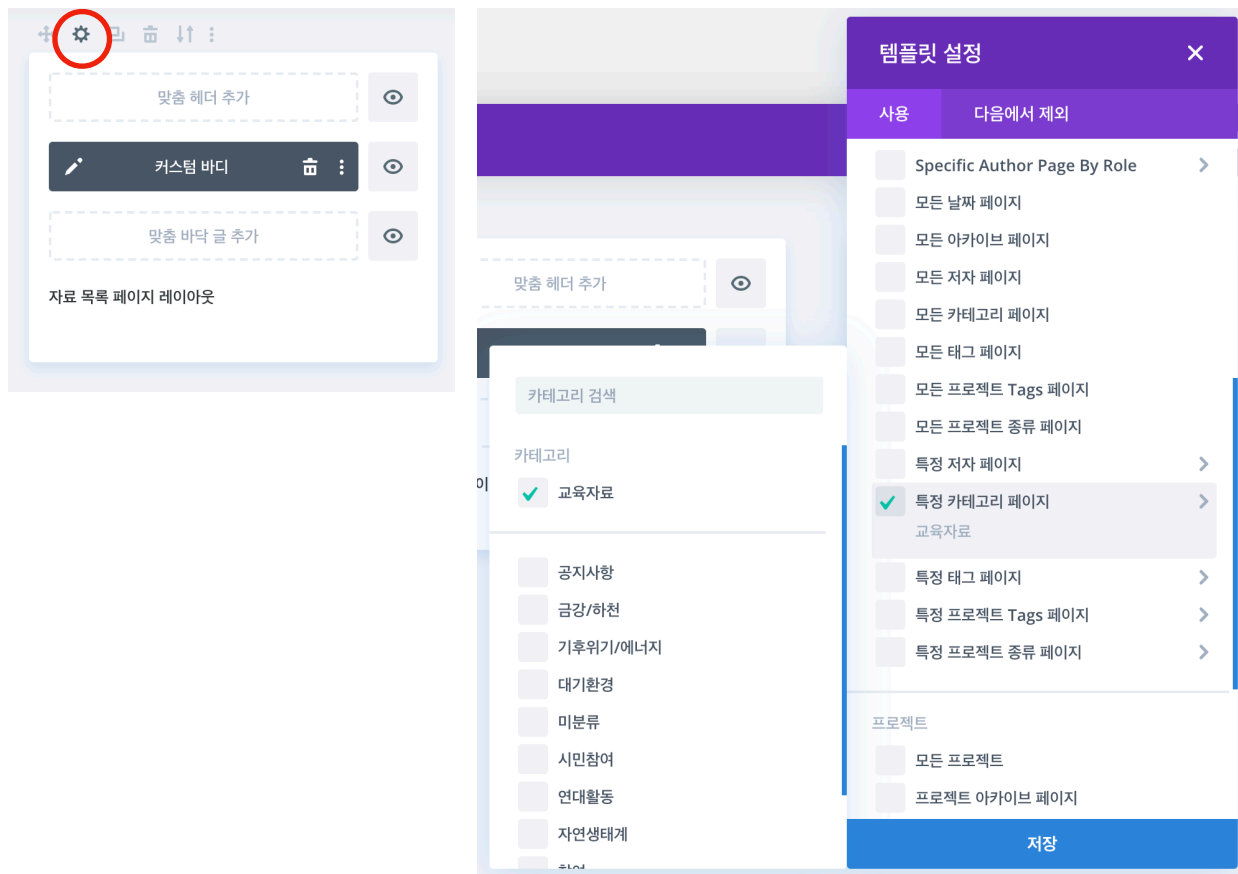 맞춤 헤더 추가
커스텀 바디
맞춤 바닥 글 추가
자료 목록 페이지 레이아웃
맞춤 헤더 추가
이
카테고리 검색
카테고리
교육자료
공지사항
금강/하천
기후위기/에너지
대기환경
미분류
시민참여
연대활동
자연생태계
템플릿 설정
사용
다음에서 제외
Specific Author Page By Role
모든 날짜 페이지
모든 아카이브 페이지
모든 저자 페이지
모든 카테고리 페이지
모든 태그 페이지
모든 프로젝트 Tags 페이지
모든 프로젝트 종류 페이지
특정 저자 페이지
특정 카테고리 페이지
교육자료
특정 태그 페이지
특정 프로젝트 Tags 페이지
특정 프로젝트 종류 페이지
프로젝트
모든 프로젝트
프로젝트 아카이브 페이지
저장